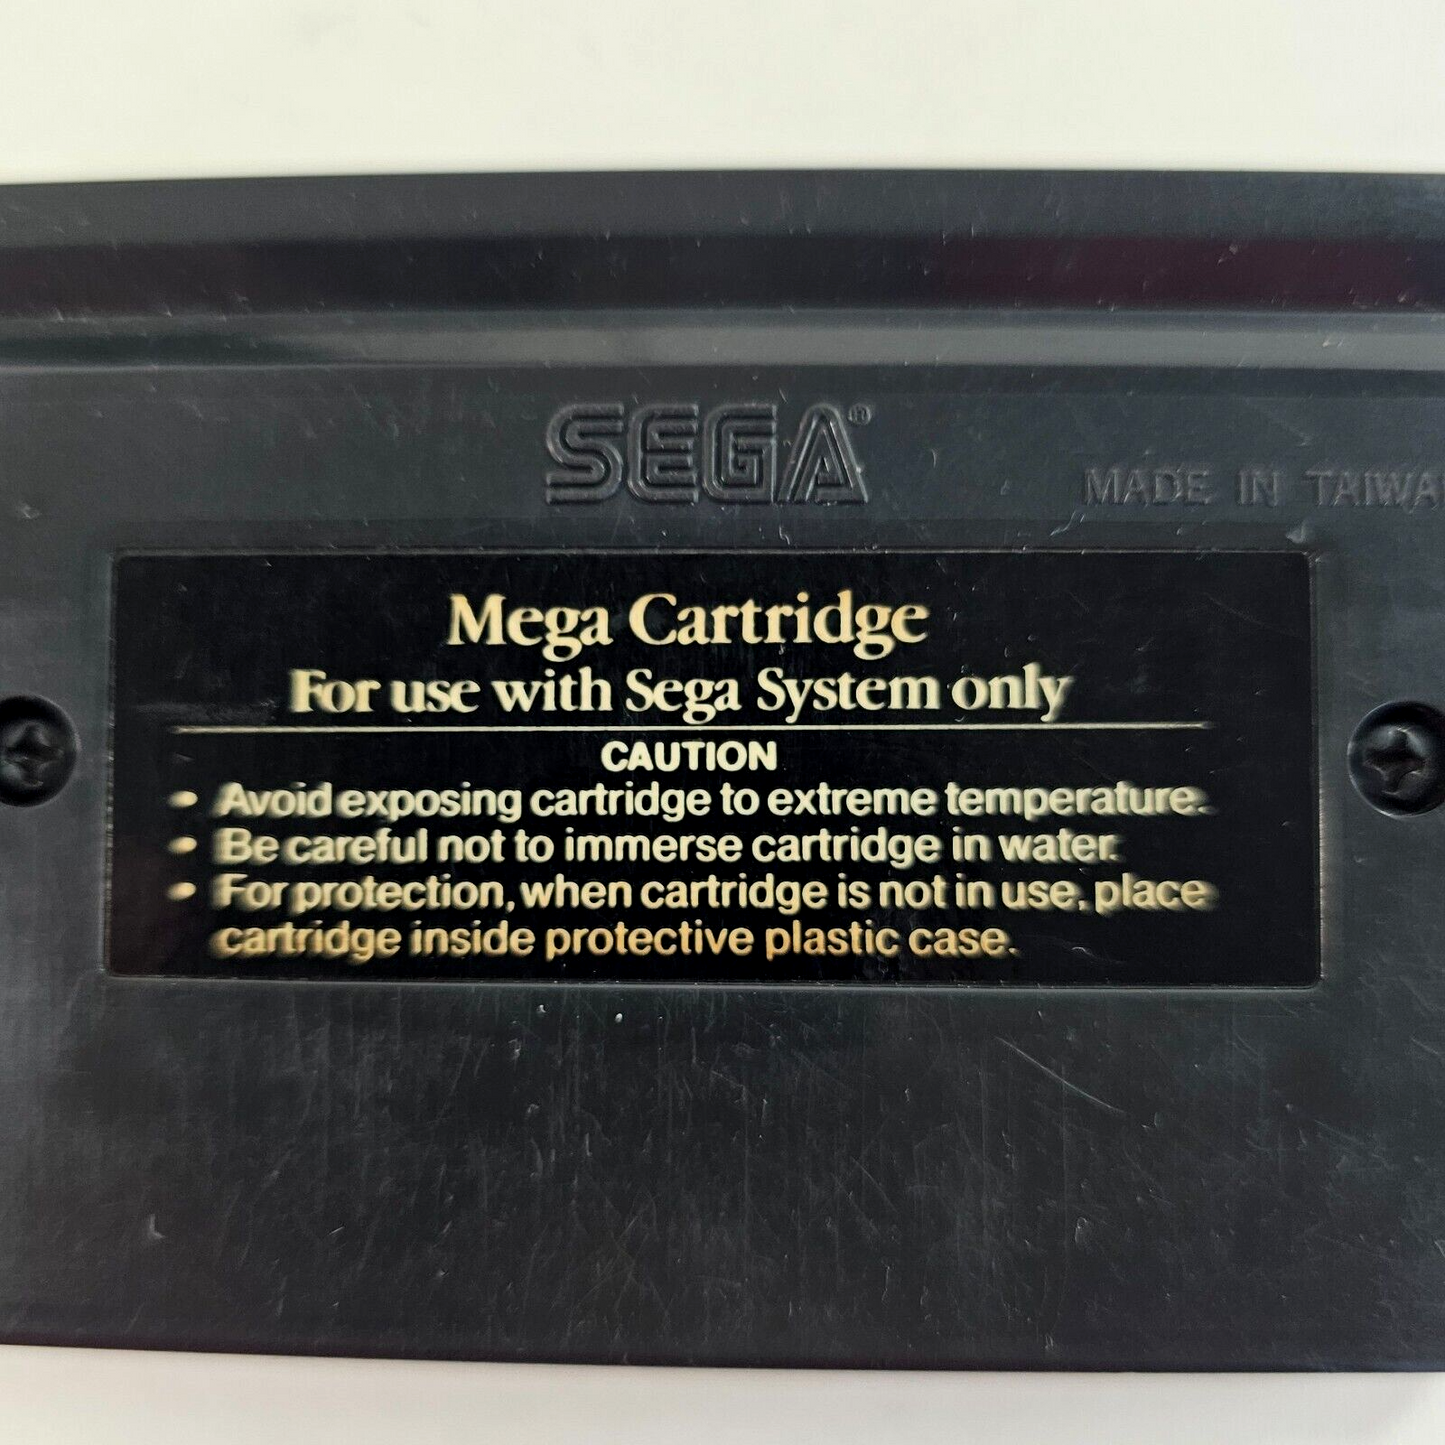 SEGA®
MADE IN TAIWA
Mega Cartridge
For use with Sega System only
CAUTION
• Avoid exposing cartridge to extreme temperature.
• Be careful not to immerse cartridge in water.
• For protection, when cartridge is not in use, place
cartridge inside protective plastic case.